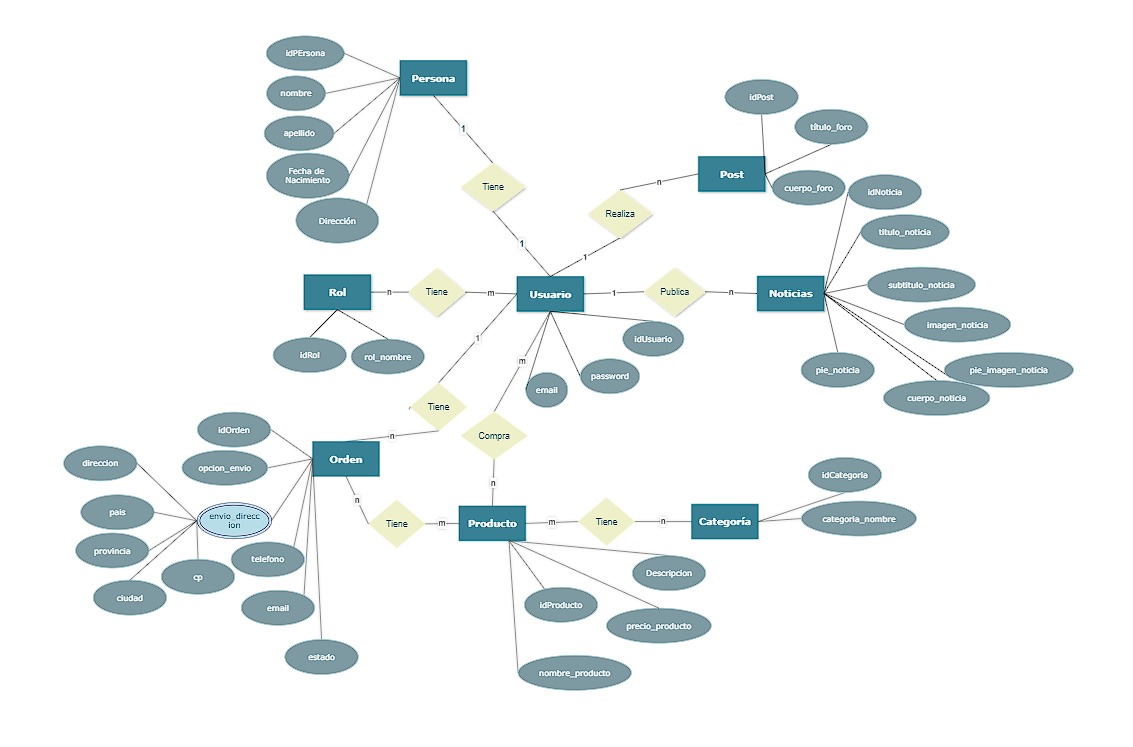 idPErsona
Persona
nombre
apellido
Fecha de
Nacimiento
Dirección
1
Tiene
1
idPost
título_foro
Post
cuerpo_foro
n
Realiza
1
idNoticia
titulo_noticia
subtitulo_noticia
imagen_noticia
pie_imagen_noticia
cuerpo_noticia
pie_noticia
Noticias
n
Publica
1
Usuario
m
Tiene
n
Rol
idRol
rol_nombre
idUsuario
password
email
1
Tiene
n
m
Compra
n
idOrden
opcion_envio
Orden
direccion
pais
provincia
ciudad
cp
envio_direcc
ion
telefono
email
estado
n
Tiene
m
Producto
m
Tiene
n
Categoría
idCategoria
categoria_nombre
Descripcion
idProducto
precio_producto
nombre_producto